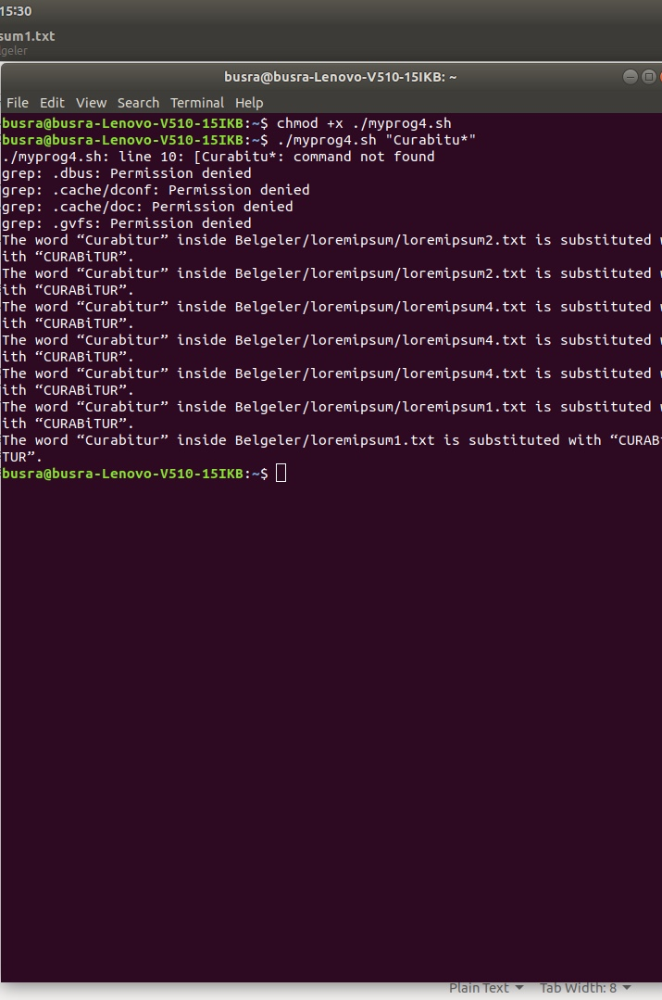 15:30
sum1.txt
lgeler
busra@busra-Lenovo-V510-15IKB: ~
File Edit View Search Terminal Help
busra@busra-Lenovo-V510-15IKB:~$ chmod +x ./myprog4.sh
busra@busra-Lenovo-V510-15IKB:~$ ./myprog4.sh "Curabitu*"
./myprog4.sh: line 10: [Curabitu*: command not found
grep: .dbus: Permission denied
grep: .cache/dconf: Permission denied
grep: .cache/doc: Permission denied
grep: .gvfs: Permission denied
The word “Curabitur” inside Belgeler/loremipsum/loremipsum2.txt is substituted w
ith “CURABiTUR”.
The word “Curabitur” inside Belgeler/loremipsum/loremipsum2.txt is substituted w
ith “CURABiTUR”.
The word “Curabitur” inside Belgeler/loremipsum/loremipsum4.txt is substituted w
ith “CURABiTUR”.
The word “Curabitur” inside Belgeler/loremipsum/loremipsum4.txt is substituted w
ith “CURABiTUR”.
The word “Curabitur” inside Belgeler/loremipsum/loremipsum4.txt is substituted w
ith “CURABiTUR”.
The word “Curabitur” inside Belgeler/loremipsum/loremipsum1.txt is substituted w
ith “CURABiTUR”.
The word “Curabitur” inside Belgeler/loremipsum1.txt is substituted with “CURABi
TUR”.
busra@busra-Lenovo-V510-15IKB:~$
Plain Text Tab Width: 8